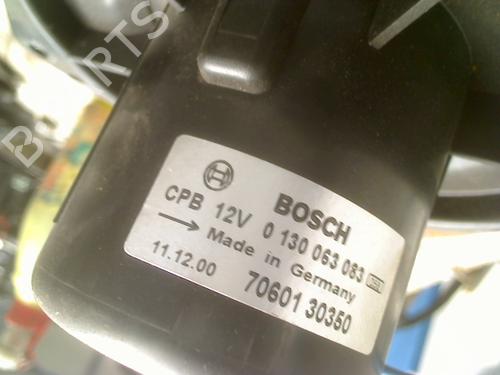 BOSCH
CPB 12V 0 130 063 083
Made in Germany
11.12.00 70601 30350